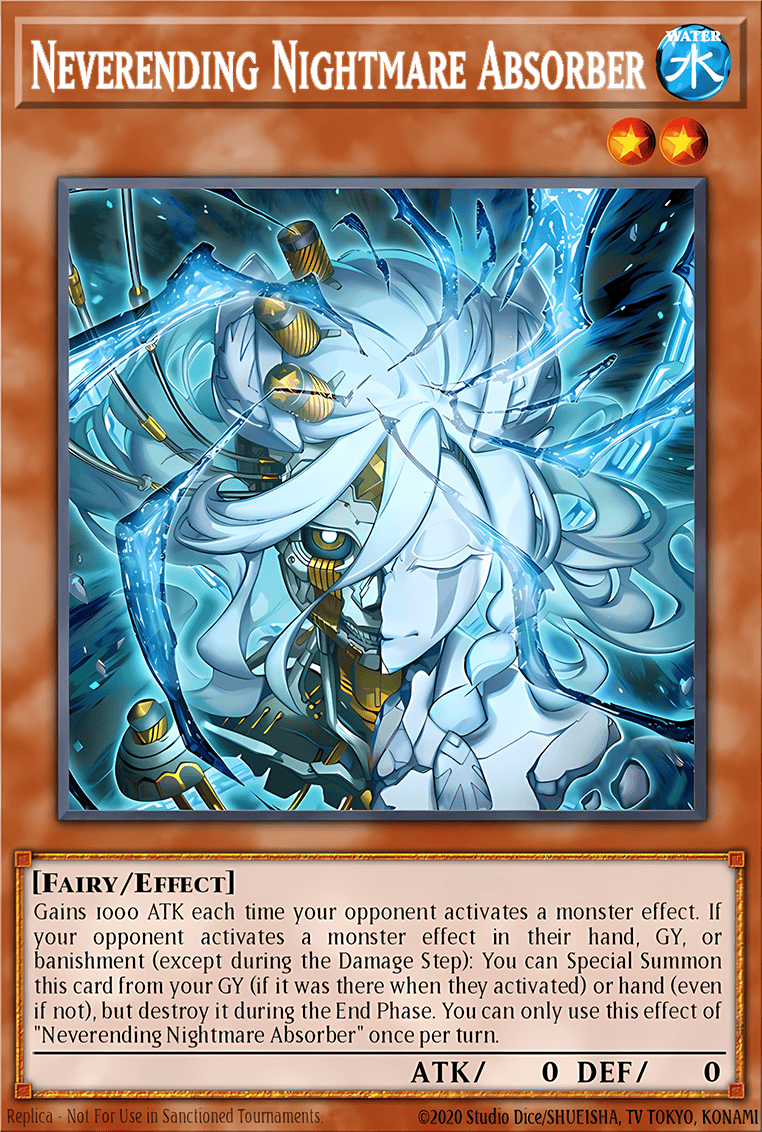 Neverending Nightmare Absorber
WATER
水
[Fairy/Effect]
Gains 1000 ATK each time your opponent activates a monster effect. If
your opponent activates a monster effect in their hand, GY, or
banishment (except during the Damage Step): You can Special Summon
this card from your GY (if it was there when they activated) or hand (even
if not), but destroy it during the End Phase. You can only use this effect of
"Neverending Nightmare Absorber" once per turn.
ATK/ 0 DEF/ 0
Replica - Not For Use in Sanctioned Tournaments.
©2020 Studio Dice/SHUEISHA, TV TOKYO, KONAMI